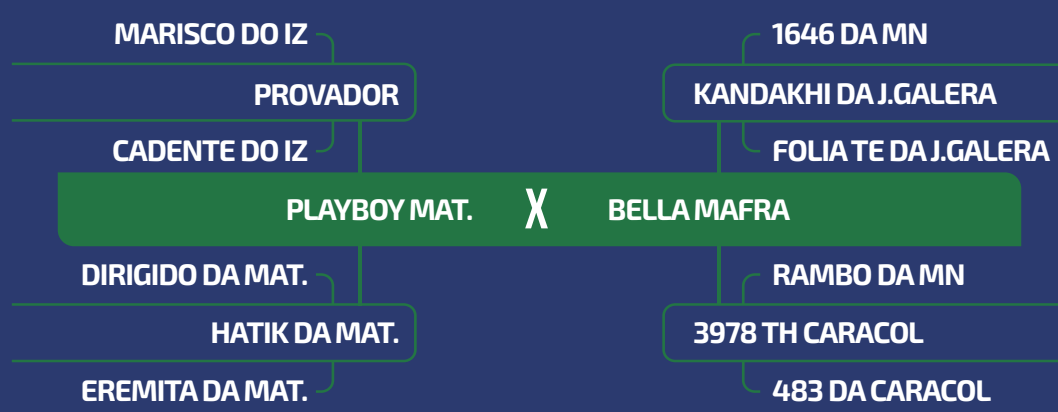 MARISCO DO IZ
1646 DA MN
PROVADOR
KANDAKHI DA J.GALERA
CADENTE DO IZ
FOLIA TE DA J.GALERA
PLAYBOY MAT. X BELLA MAFRA
DIRIGIDO DA MAT.
RAMBO DA MN
HATIK DA MAT.
3978 TH CARACOL
EREMITA DA MAT.
483 DA CARACOL